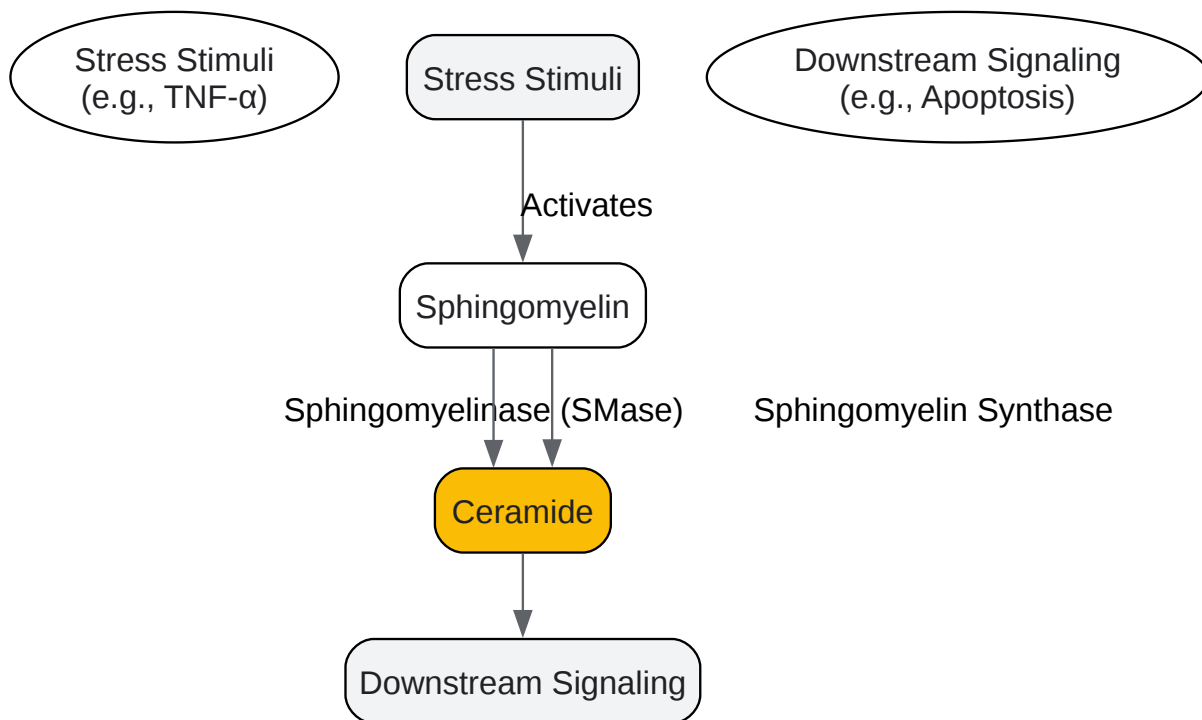 Stress Stimuli
(e.g., TNF-α)
Stress Stimuli
Downstream Signaling
(e.g., Apoptosis)
Activates
Sphingomyelin
Sphingomyelinase (SMase)
Sphingomyelin Synthase
Ceramide
Downstream Signaling